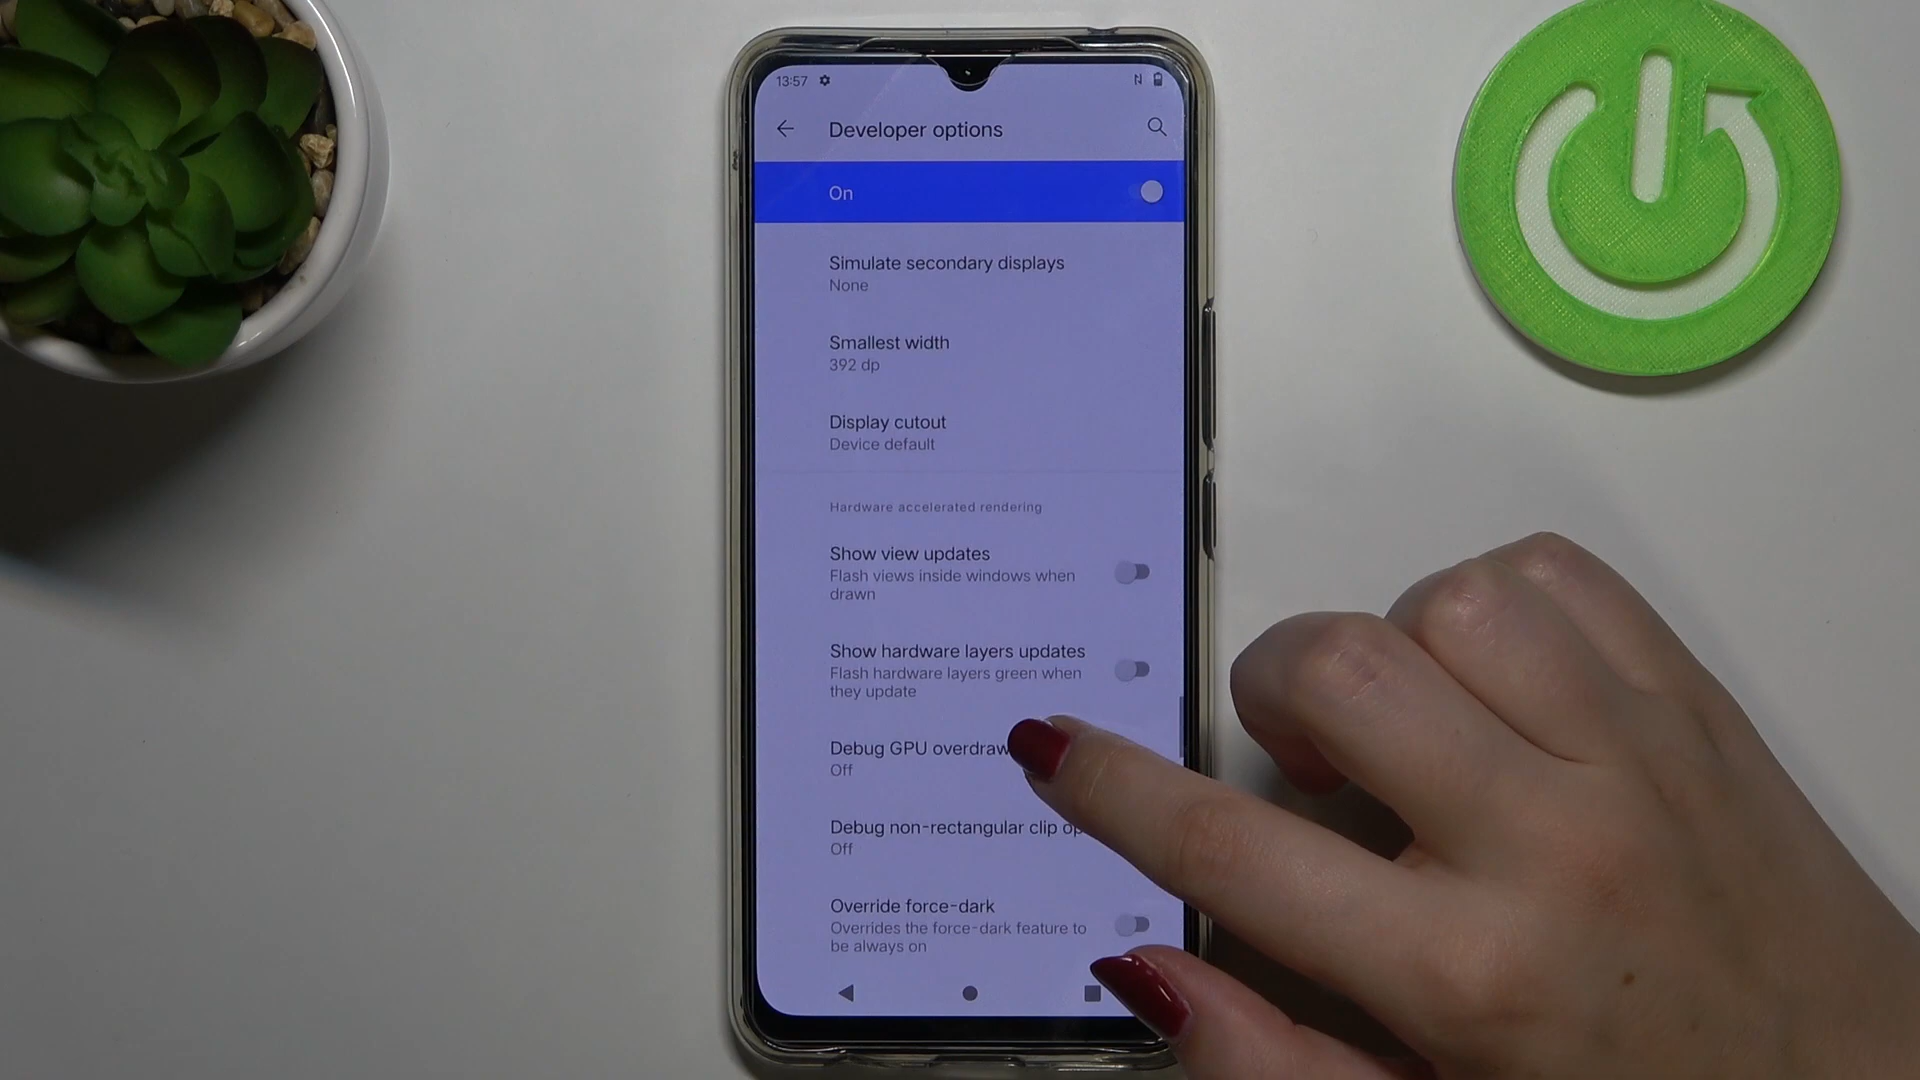 13:57
Developer options
On
Simulate secondary displays
None
Smallest width
392 dp
Display cutout
Device default
Hardware accelerated rendering
Show view updates
Flash views inside windows when
drawn
Show hardware layers updates
Flash hardware layers green when
they update
Debug GPU overdraw
Off
Debug non-rectangular clip op
Off
Override force-dark
Overrides the force-dark feature to
be always on